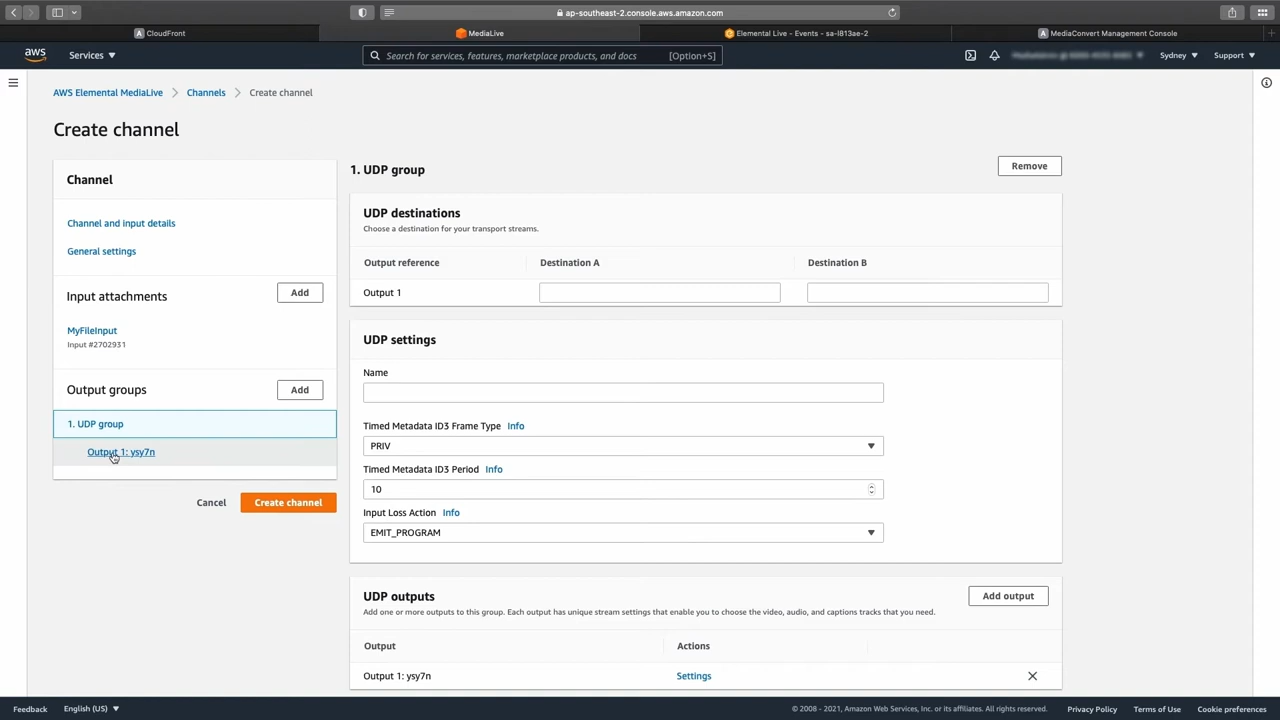 ap-southeast-2.console.aws.amazon.com
CloudFront
MediaLive
Elemental Live - Events - sa-l813ae-2
MediaConvert Management Console
aws
Services
Search for services, features, marketplace products, and docs
[Option+S]
Sydney
Support
AWS Elemental MediaLive
Channels
Create channel
Create channel
Channel
Channel and input details
General settings
Input attachments
Add
MyFileInput
Input #2702931
Output groups
Add
1. UDP group
Output 1: ysy7n
Cancel
Create channel
1. UDP group
Remove
UDP destinations
Choose a destination for your transport streams.
Output reference
Destination A
Destination B
Output 1
UDP settings
Name
Timed Metadata ID3 Frame Type Info
PRIV
Timed Metadata ID3 Period Info
10
Input Loss Action Info
EMIT_PROGRAM
UDP outputs
Add output
Add one or more outputs to this group. Each output has unique stream settings that enable you to choose the video, audio, and captions tracks that you need.
Output
Actions
Output 1: ysy7n
Settings
Feedback
English (US)
© 2008 - 2021, Amazon Web Services, Inc. or its affiliates. All rights reserved.
Privacy Policy
Terms of Use
Cookie preferences